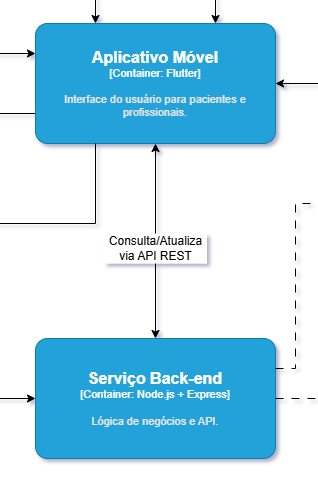 Aplicativo Móvel
[Container: Flutter]
Interface do usuário para pacientes e
profissionais.
Consulta/Atualiza
via API REST
Serviço Back-end
[Container: Node.js + Express]
Lógica de negócios e API.